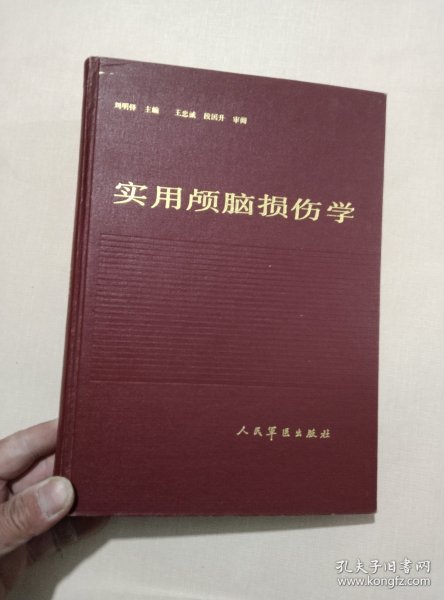 刘明铎 主编 王忠诚 段国升 审阅
实用颅脑损伤学
人民军医出版社
孔夫子旧书网
www.kongfz.com